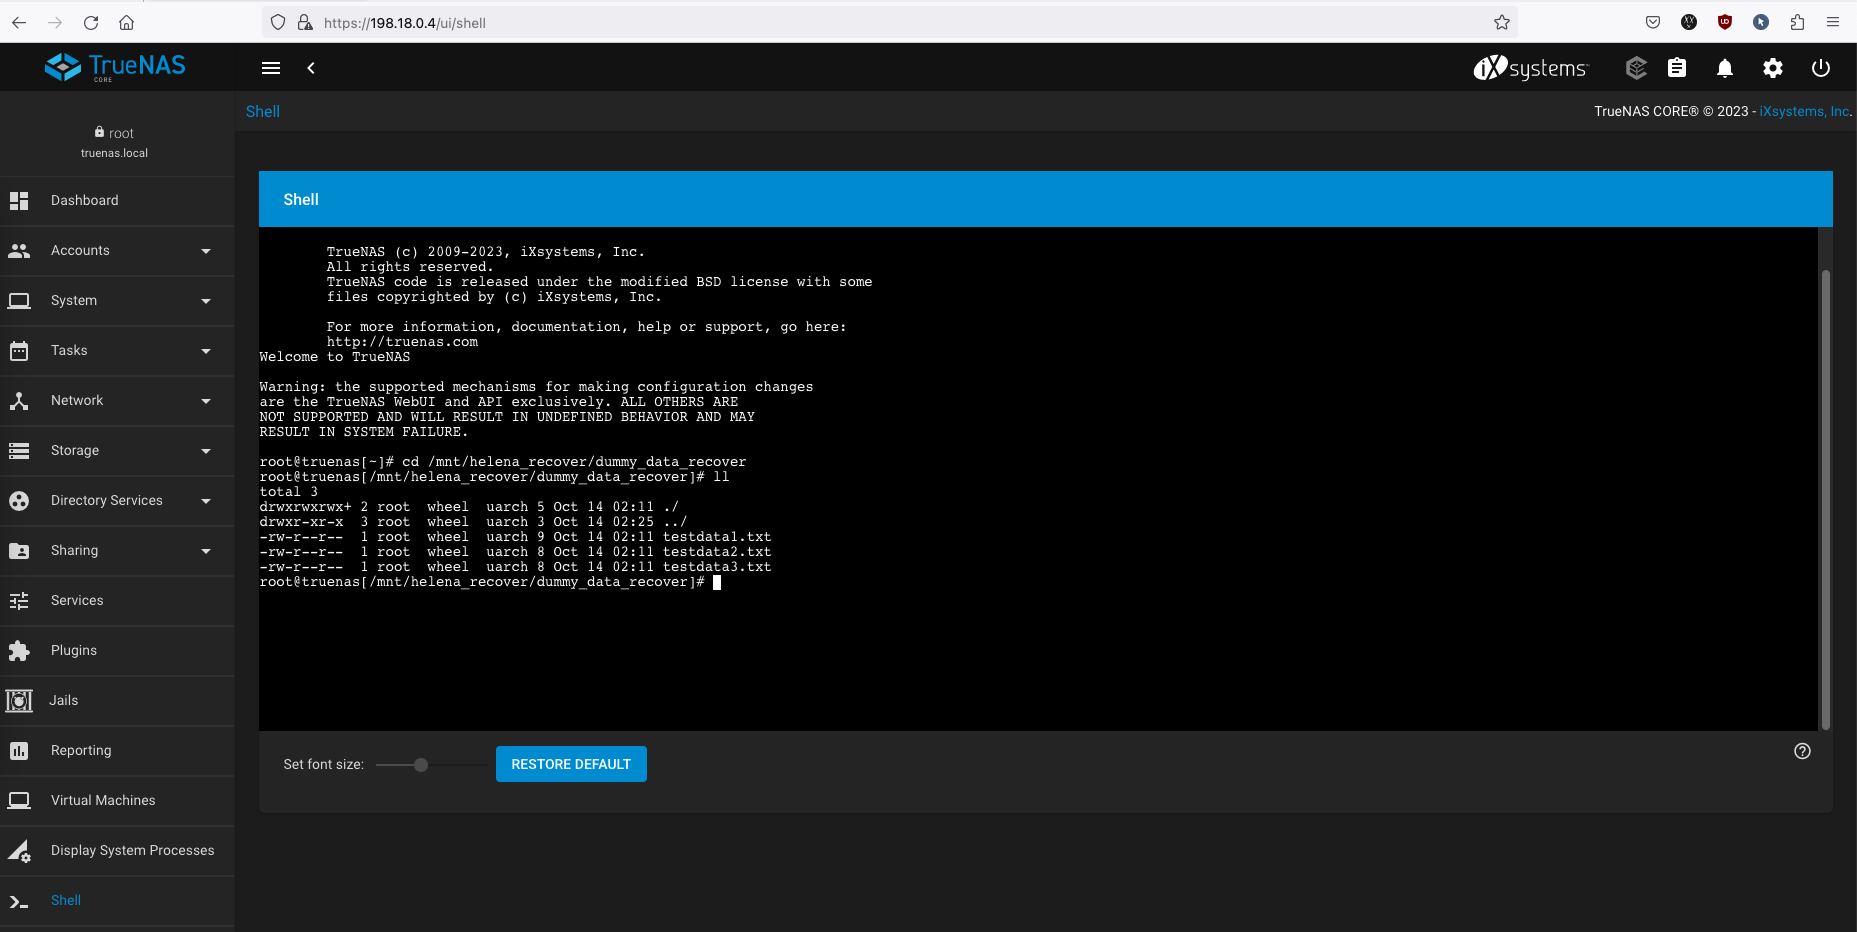 https://198.18.0.4/ui/shell
TrueNAS
CORE
iXsystems™
Shell
TrueNAS CORE® © 2023 - iXsystems, Inc.
root
truenas.local
Dashboard
Accounts
System
Tasks
Network
Storage
Directory Services
Sharing
Services
Plugins
Jails
Reporting
Virtual Machines
Display System Processes
Shell
Shell
TrueNAS (c) 2009-2023, iXsystems, Inc.
All rights reserved.
TrueNAS code is released under the modified BSD license with some
files copyrighted by (c) iXsystems, Inc.
For more information, documentation, help or support, go here:
http://truenas.com
Welcome to TrueNAS
Warning: the supported mechanisms for making configuration changes
are the TrueNAS WebUI and API exclusively. ALL OTHERS ARE
NOT SUPPORTED AND WILL RESULT IN UNDEFINED BEHAVIOR AND MAY
RESULT IN SYSTEM FAILURE.
root@truenas[~]# cd /mnt/helena_recover/dummy_data_recover
root@truenas[/mnt/helena_recover/dummy_data_recover]# ll
total 3
drwxrwxrwx+ 2 root  wheel  uarch 5 Oct 14 02:11 ./
drwxr-xr-x  3 root  wheel  uarch 3 Oct 14 02:25 ../
-rw-r--r--  1 root  wheel  uarch 9 Oct 14 02:11 testdata1.txt
-rw-r--r--  1 root  wheel  uarch 8 Oct 14 02:11 testdata2.txt
-rw-r--r--  1 root  wheel  uarch 8 Oct 14 02:11 testdata3.txt
root@truenas[/mnt/helena_recover/dummy_data_recover]#
Set font size:
RESTORE DEFAULT